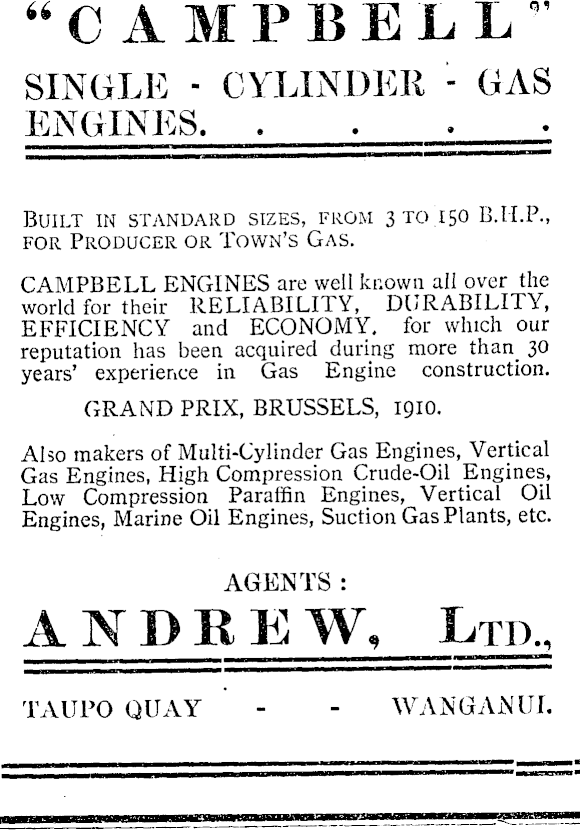 "CAMPBELL"
SINGLE - CYLINDER - GAS
ENGINES. . . . .
BUILT IN STANDARD SIZES, FROM 3 TO 150 B.H.P.,
FOR PRODUCER OR TOWN'S GAS.
CAMPBELL ENGINES are well known all over the
world for their RELIABILITY, DURABILITY,
EFFICIENCY and ECONOMY, for which our
reputation has been acquired during more than 30
years' experience in Gas Engine construction.
GRAND PRIX, BRUSSELS, 1910.
Also makers of Multi-Cylinder Gas Engines, Vertical
Gas Engines, High Compression Crude-Oil Engines,
Low Compression Paraffin Engines, Vertical Oil
Engines, Marine Oil Engines, Suction Gas Plants, etc.
AGENTS :
ANDREW, LTD.,
TAUPO QUAY - - WANGANUI.